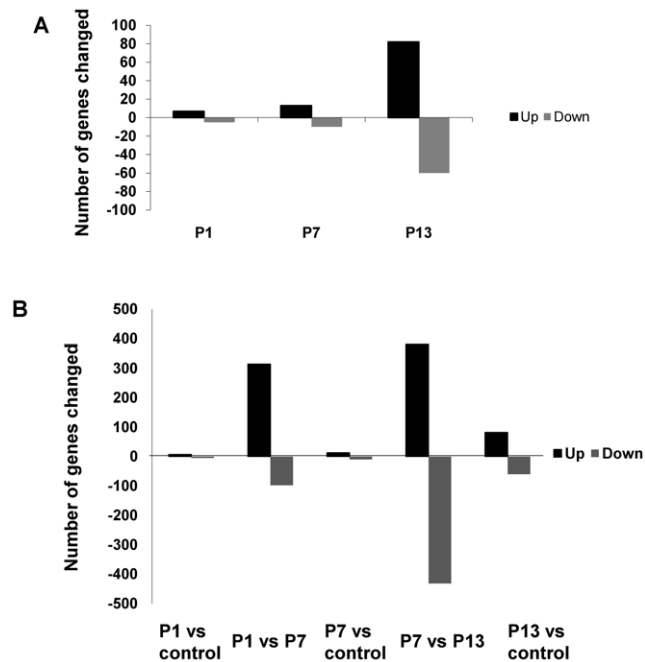 A
Number of genes changed
100
80
60
40
20
0
-20
-40
-60
-80
-100
P1
P7
P13
Up
Down
B
Number of genes changed
500
400
300
200
100
0
-100
-200
-300
-400
-500
P1 vs
control
P1 vs P7
P7 vs
control
P7 vs P13
P13 vs
control
Up
Down